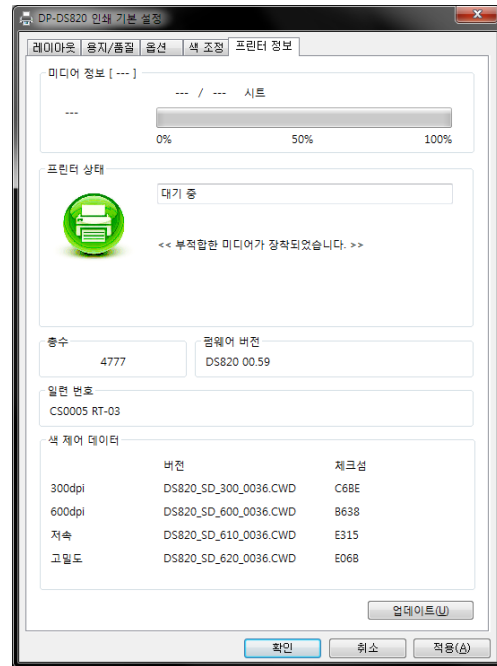 DP-DS820 인쇄 기본 설정
레이아웃 용지/품질 옵션 색 조정 프린터 정보
미디어 정보 [ --- ]
--- / --- 시트
---
0% 50% 100%
프린터 상태
대기 중
<< 부적합한 미디어가 장착되었습니다. >>
총수 펌웨어 버전
4777 DS820 00.59
일련 번호
CS0005 RT-03
색 제어 데이터
버전 체크섬
300dpi DS820_SD_300_0036.CWD C6BE
600dpi DS820_SD_600_0036.CWD B638
저속 DS820_SD_610_0036.CWD E315
고밀도 DS820_SD_620_0036.CWD E06B
업데이트(U)
확인 취소 적용(A)